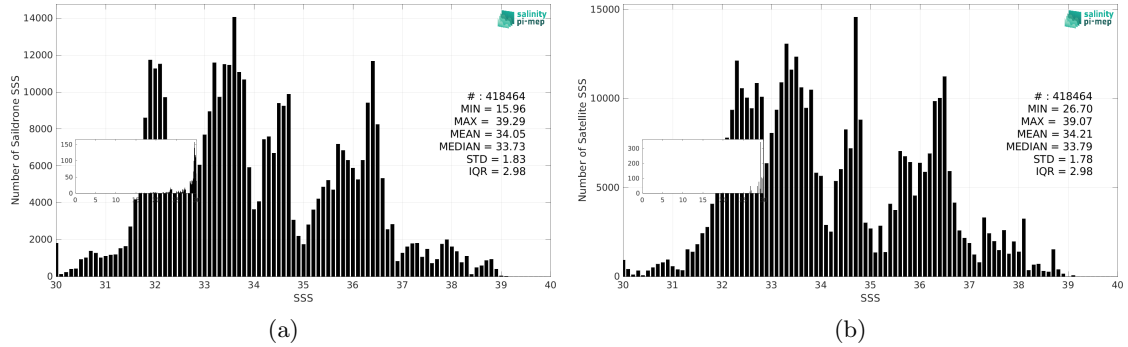 14000
12000
10000
8000
6000
4000
2000
0
Number of Saildrone SSS
150
100
50
0
0 5 10 15 20
salinity
pi-mep
# : 418464
MIN = 15.96
MAX = 39.29
MEAN = 34.05
MEDIAN = 33.73
STD = 1.83
IQR = 2.98
30 31 32 33 34 35 36 37 38 39 40
SSS
(a)
15000
10000
5000
0
Number of Satellite SSS
300
200
100
0
0 5 10 15 20
salinity
pi-mep
# : 418464
MIN = 26.70
MAX = 39.07
MEAN = 34.21
MEDIAN = 33.79
STD = 1.78
IQR = 2.98
30 31 32 33 34 35 36 37 38 39 40
SSS
(b)